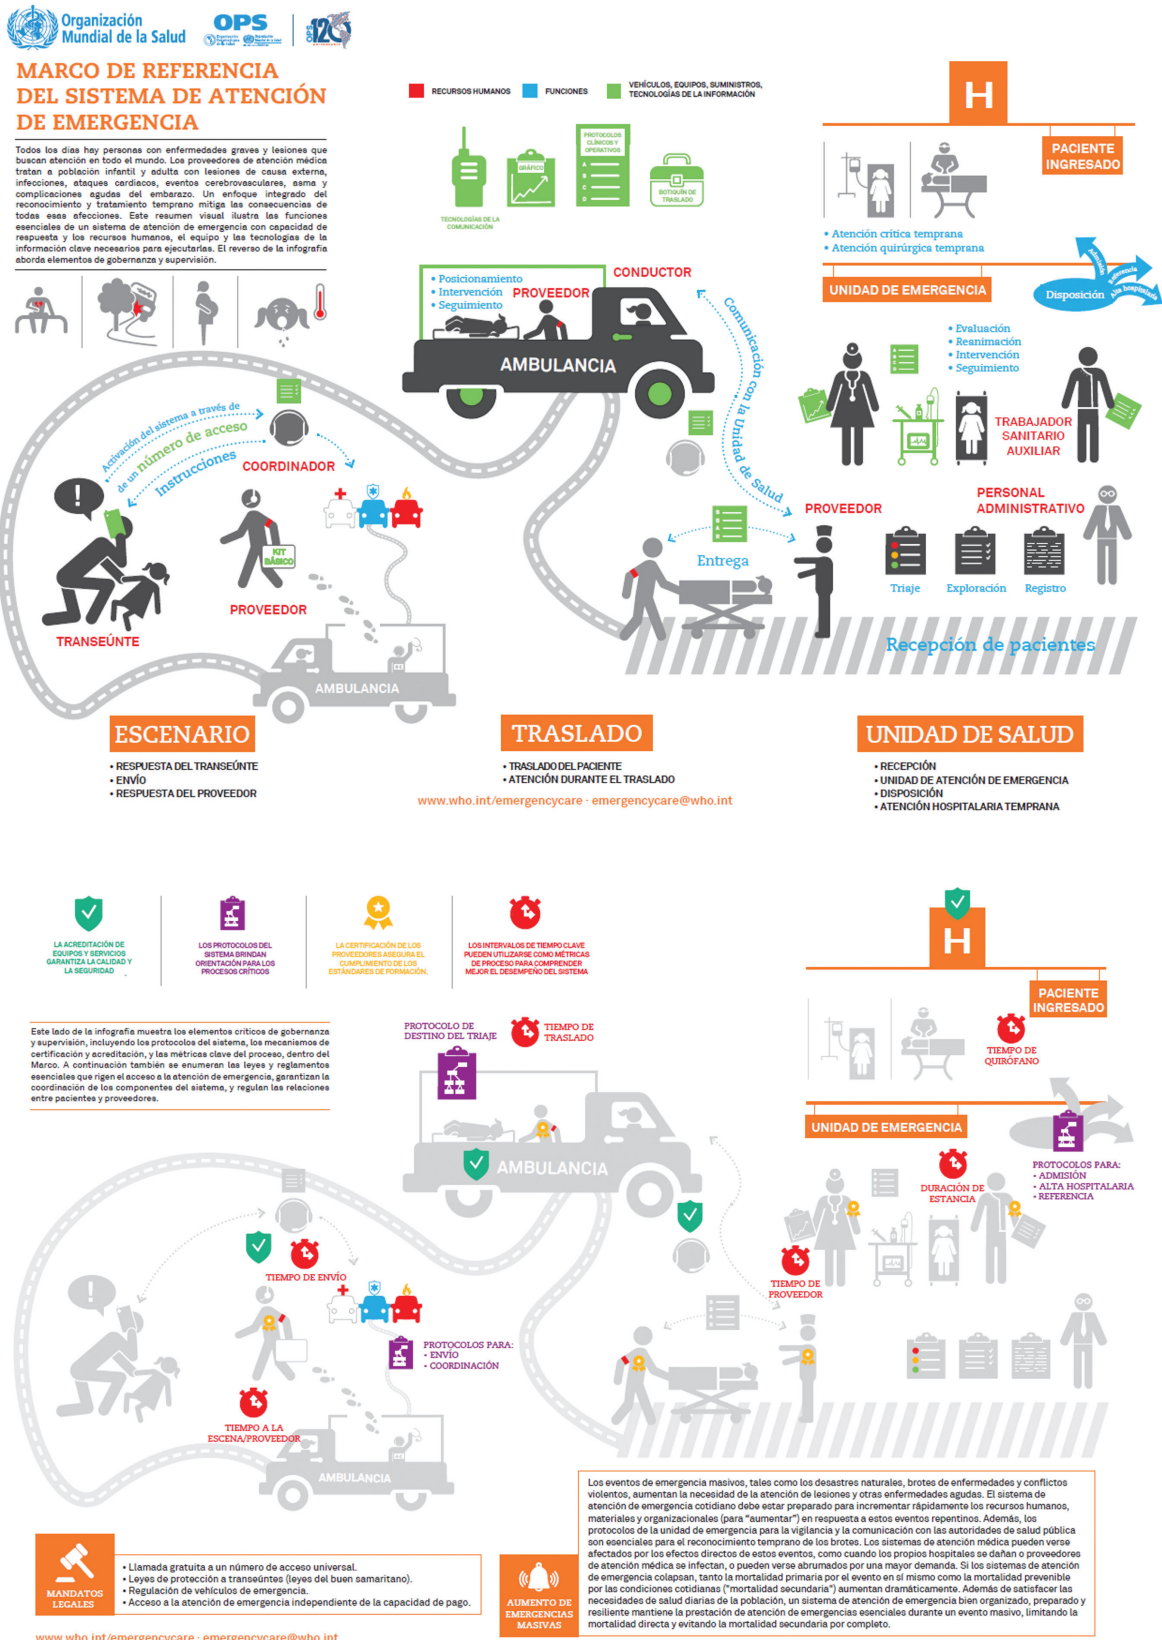 Organización
Mundial de la Salud
OPS
MARCO DE REFERENCIA
DEL SISTEMA DE ATENCIÓN
DE EMERGENCIA
Todos los días hay personas con enfermedades graves y lesiones que
buscan atención en todo el mundo. Los proveedores de atención médica
tratan a población infantil y adulta con lesiones de causa externa,
infecciones, ataques cardiacos, eventos cerebrovasculares, asma y
complicaciones agudas del embarazo. Un enfoque integrado del
reconocimiento y tratamiento temprano mitiga las consecuencias de
todas esas afecciones. Este resumen visual ilustra las funciones
esenciales de un sistema de atención de emergencia con capacidad de
respuesta y los recursos humanos, el equipo y las tecnologías de la
información clave necesarios para ejecutarlas. El reverso de la infografía
aborda elementos de gobernanza y supervisión.
RECURSOS HUMANOS
FUNCIONES
VEHÍCULOS, EQUIPOS, SUMINISTROS,
TECNOLOGÍAS DE LA INFORMACIÓN
TECNOLOGÍAS DE LA
COMUNICACIÓN
GRÁFICO
PROTOCOLOS
CLÍNICOS Y
OPERATIVOS
A
B
C
D
BOTIQUÍN DE
TRASLADO
H
PACIENTE
INGRESADO
• Atención crítica temprana
• Atención quirúrgica temprana
UNIDAD DE EMERGENCIA
Disposición
Admisión
Referencia
Alta hospitalaria
• Evaluación
• Reanimación
• Intervención
• Seguimiento
TRABAJADOR
SANITARIO
AUXILIAR
• Posicionamiento
• Intervención
• Seguimiento
PROVEEDOR
CONDUCTOR
AMBULANCIA
Comunicación con la Unidad de Salud
Activación del sistema a través de
de un número de acceso
Instrucciones
COORDINADOR
!
KIT
BÁSICO
PROVEEDOR
TRANSEÚNTE
AMBULANCIA
Entrega
PROVEEDOR
PERSONAL
ADMINISTRATIVO
Triaje
Exploración
Registro
Recepción de pacientes
ESCENARIO
• RESPUESTA DEL TRANSEÚNTE
• ENVÍO
• RESPUESTA DEL PROVEEDOR
TRASLADO
• TRASLADO DEL PACIENTE
• ATENCIÓN DURANTE EL TRASLADO
www.who.int/emergencycare · emergencycare@who.int
UNIDAD DE SALUD
• RECEPCIÓN
• UNIDAD DE ATENCIÓN DE EMERGENCIA
• DISPOSICIÓN
• ATENCIÓN HOSPITALARIA TEMPRANA
LA ACREDITACIÓN DE
EQUIPOS Y SERVICIOS
GARANTIZA LA CALIDAD Y
LA SEGURIDAD
LOS PROTOCOLOS DEL
SISTEMA BRINDAN
ORIENTACIÓN PARA LOS
PROCESOS CRÍTICOS
LA CERTIFICACIÓN DE LOS
PROVEEDORES ASEGURA EL
CUMPLIMIENTO DE LOS
ESTÁNDARES DE FORMACIÓN.
LOS INTERVALOS DE TIEMPO CLAVE
PUEDEN UTILIZARSE COMO MÉTRICAS
DE PROCESO PARA COMPRENDER
MEJOR EL DESEMPEÑO DEL SISTEMA
Este lado de la infografía muestra los elementos críticos de gobernanza
y supervisión, incluyendo los protocolos del sistema, los mecanismos de
certificación y acreditación, y las métricas clave del proceso, dentro del
Marco. A continuación también se enumeran las leyes y reglamentos
esenciales que rigen el acceso a la atención de emergencia, garantizan la
coordinación de los componentes del sistema, y regulan las relaciones
entre pacientes y proveedores.
PROTOCOLO DE
DESTINO DEL TRIAJE
TIEMPO DE
TRASLADO
AMBULANCIA
H
PACIENTE
INGRESADO
TIEMPO DE
QUIRÓFANO
UNIDAD DE EMERGENCIA
DURACIÓN DE
ESTANCIA
PROTOCOLOS PARA:
• ADMISIÓN
• ALTA HOSPITALARIA
• REFERENCIA
TIEMPO DE
PROVEEDOR
!
TIEMPO DE ENVÍO
PROTOCOLOS PARA:
• ENVÍO
• COORDINACIÓN
TIEMPO A LA
ESCENA/PROVEEDOR
AMBULANCIA
MANDATOS
LEGALES
• Llamada gratuita a un número de acceso universal.
• Leyes de protección a transeúntes (leyes del buen samaritano).
• Regulación de vehículos de emergencia.
• Acceso a la atención de emergencia independiente de la capacidad de pago.
AUMENTO DE
EMERGENCIAS
MASIVAS
Los eventos de emergencia masivos, tales como los desastres naturales, brotes de enfermedades y conflictos
violentos, aumentan la necesidad de la atención de lesiones y otras enfermedades agudas. El sistema de
atención de emergencia cotidiano debe estar preparado para incrementar rápidamente los recursos humanos,
materiales y organizacionales (para "aumentar") en respuesta a estos eventos repentinos. Además, los
protocolos de la unidad de emergencia para la vigilancia y la comunicación con las autoridades de salud pública
son esenciales para el reconocimiento temprano de los brotes. Los sistemas de atención médica pueden verse
afectados por los efectos directos de estos eventos, como cuando los propios hospitales se dañan o proveedores
de atención médica se infectan, o pueden verse abrumados por una mayor demanda. Si los sistemas de atención
de emergencia colapsan, tanto la mortalidad primaria por el evento en sí mismo como la mortalidad prevenible
por las condiciones cotidianas ("mortalidad secundaria") aumentan dramáticamente. Además de satisfacer las
necesidades de salud diarias de la población, un sistema de atención de emergencia bien organizado, preparado y
resiliente mantiene la prestación de atención de emergencias esenciales durante un evento masivo, limitando la
mortalidad directa y evitando la mortalidad secundaria por completo.
www.who.int/emergencycare · emergencycare@who.int